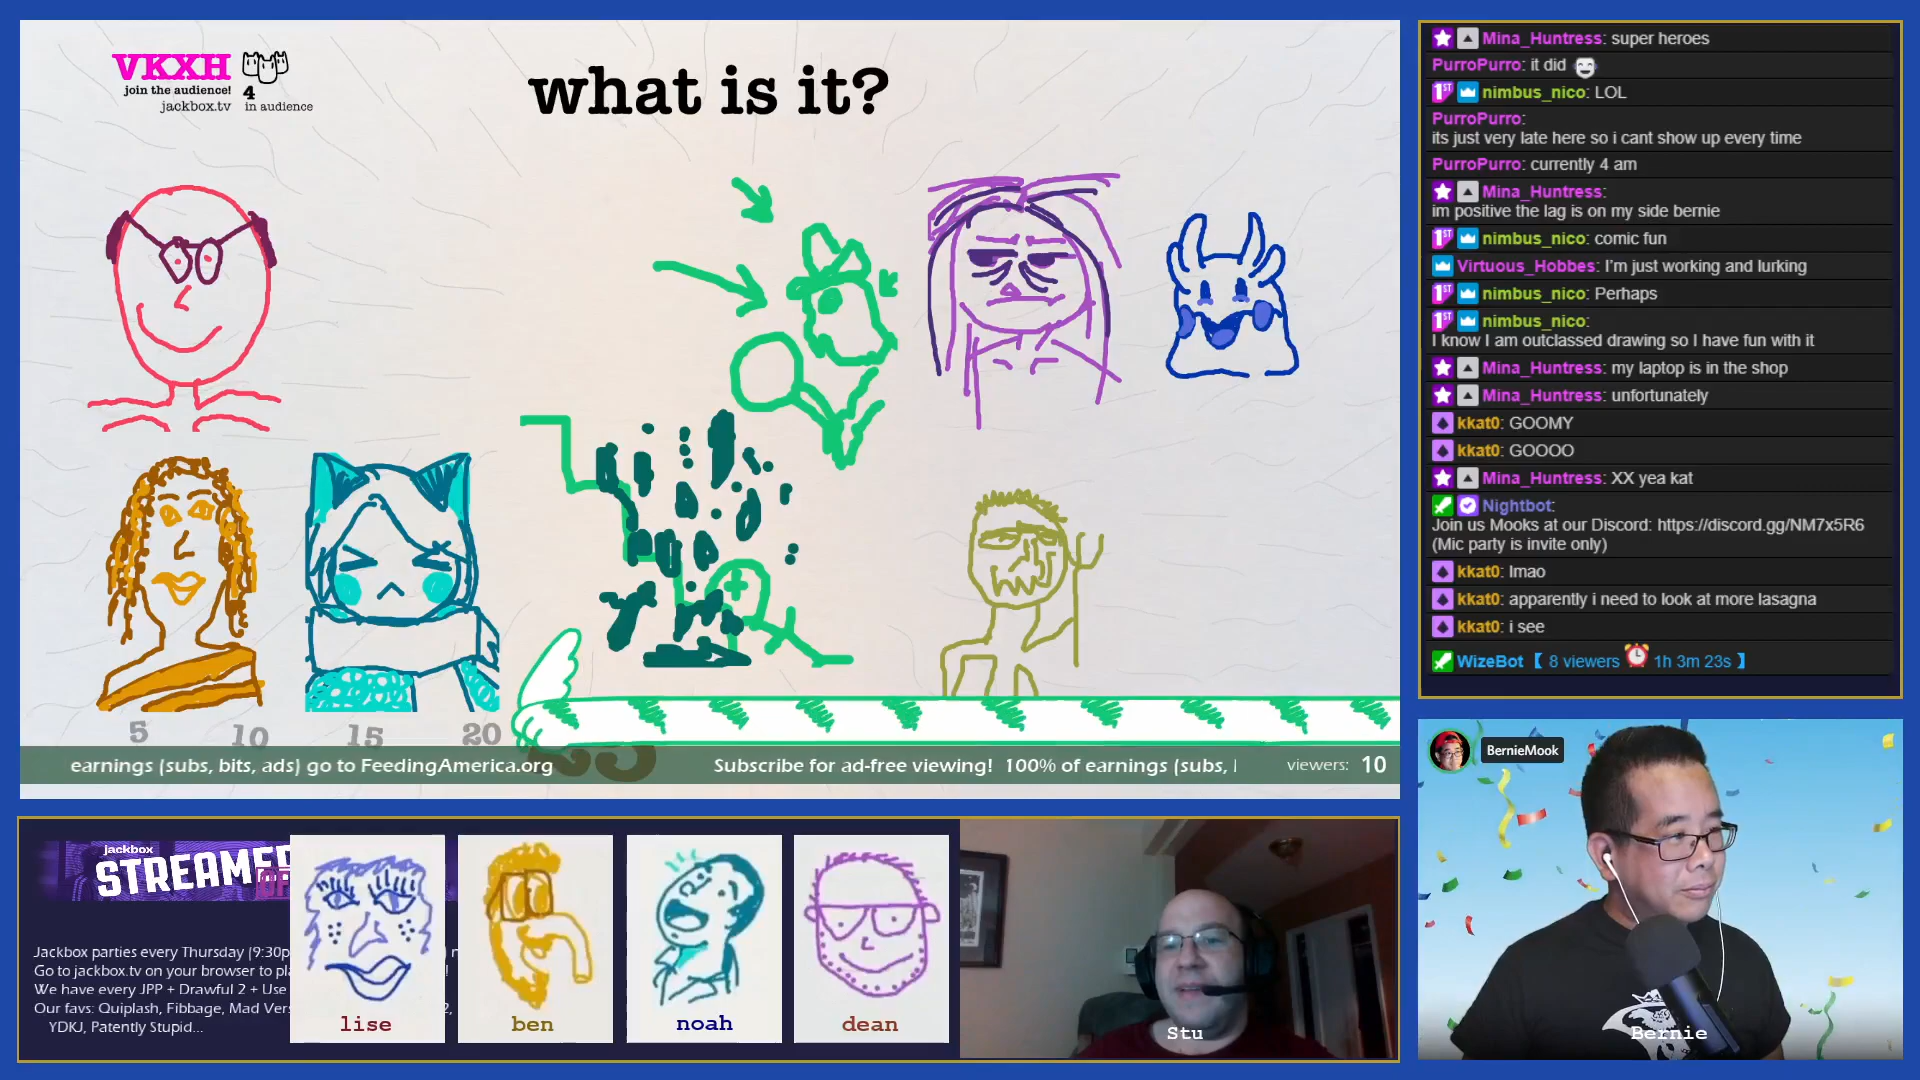 VKXH
join the audience!
jackbox.tv
4
in audience
what is it?
5
10
15
20
earnings (subs, bits, ads) go to FeedingAmerica.org
Subscribe for ad-free viewing! 100% of earnings (subs,
viewers: 10
Mina_Huntress: super heroes
PurroPurro: it did
1ST nimbus_nico: LOL
PurroPurro:
its just very late here so i cant show up every time
PurroPurro: currently 4 am
Mina_Huntress:
im positive the lag is on my side bernie
1ST nimbus_nico: comic fun
Virtuous_Hobbes: I'm just working and lurking
1ST nimbus_nico: Perhaps
1ST nimbus_nico:
I know I am outclassed drawing so I have fun with it
Mina_Huntress: my laptop is in the shop
Mina_Huntress: unfortunately
kkat0: GOOMY
kkat0: GOOOO
Mina_Huntress: XX yea kat
Nightbot:
Join us Mooks at our Discord: https://discord.gg/NM7x5R6
(Mic party is invite only)
kkat0: lmao
kkat0: apparently i need to look at more lasagna
kkat0: i see
WizeBot 【 8 viewers 1h 3m 23s 】
BernieMook
Bernie
jackbox
STREAMER
Jackbox parties every Thursday (9:30p
Go to jackbox.tv on your browser to pla
We have every JPP + Drawful 2 + Use
Our favs: Quiplash, Fibbage, Mad Vers
YDKJ, Patently Stupid...
lise
ben
noah
dean
Stu